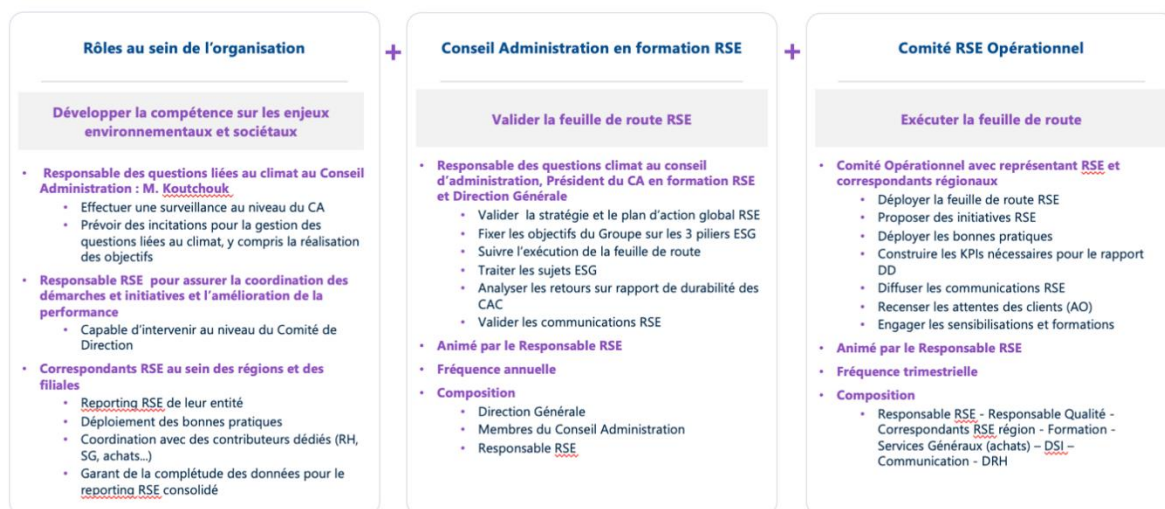 Rôles au sein de l'organisation
Développer la compétence sur les enjeux
environnementaux et sociétaux
• Responsable des questions liées au climat au Conseil
Administration : M. Koutchouk
• Effectuer une surveillance au niveau du CA
• Prévoir des incitations pour la gestion des
questions liées au climat, y compris la réalisation
des objectifs
• Responsable RSE pour assurer la coordination des
démarches et initiatives et l'amélioration de la
performance
• Capable d'intervenir au niveau du Comité de
Direction
• Correspondants RSE au sein des régions et des
filiales
• Reporting RSE de leur entité
• Déploiement des bonnes pratiques
• Coordination avec des contributeurs dédiés (RH,
SG, achats...)
• Garant de la complétude des données pour le
reporting RSE consolidé
+
Conseil Administration en formation RSE
Valider la feuille de route RSE
• Responsable des questions climat au conseil
d'administration, Président du CA en formation RSE
et Direction Générale
• Valider la stratégie et le plan d'action global RSE
• Fixer les objectifs du Groupe sur les 3 piliers ESG
• Suivre l'exécution de la feuille de route
• Traiter les sujets ESG
• Analyser les retours sur rapport de durabilité des
CAC
• Valider les communications RSE
• Animé par le Responsable RSE
• Fréquence annuelle
• Composition
• Direction Générale
• Membres du Conseil Administration
• Responsable RSE
+
Comité RSE Opérationnel
Exécuter la feuille de route
• Comité Opérationnel avec représentant RSE et
correspondants régionaux
• Déployer la feuille de route RSE
• Proposer des initiatives RSE
• Déployer les bonnes pratiques
• Construire les KPIs nécessaires pour le rapport
DD
• Diffuser les communications RSE
• Recenser les attentes des clients (AO)
• Engager les sensibilisations et formations
• Animé par le Responsable RSE
• Fréquence trimestrielle
• Composition
• Responsable RSE - Responsable Qualité -
Correspondants RSE région - Formation -
Services Généraux (achats) – DSI –
Communication - DRH